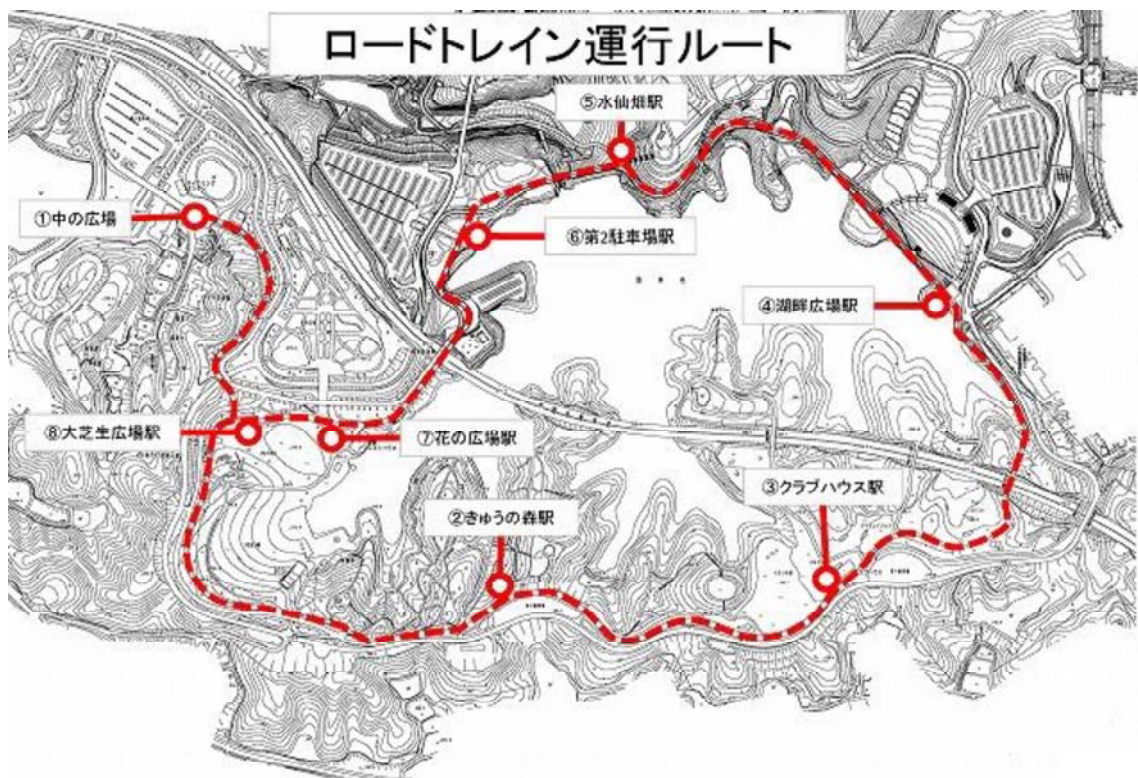 ロードトレイン運行ルート
⑤水仙畑駅
①中の広場
⑥第2駐車場駅
④湖畔広場駅
⑧大芝生広場駅
⑦花の広場駅
③クラブハウス駅
②きゅうの森駅